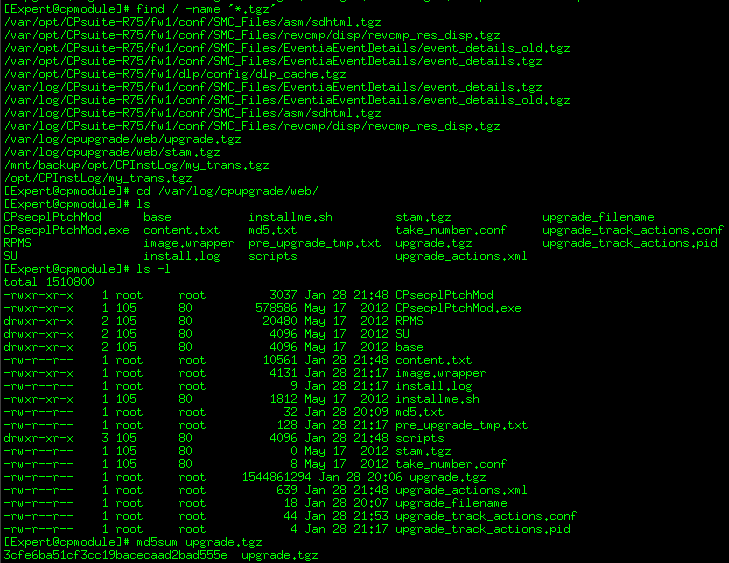 [Expert@cpmodule]# find / -name "*.tgz"
/var/opt/CPsuite-R75/fw1/conf/SMC_Files/asm/sdhtml.tgz
/var/opt/CPsuite-R75/fw1/conf/SMC_Files/revcmp/disp/revcmp_res_disp.tgz
/var/opt/CPsuite-R75/fw1/conf/SMC_Files/EventiaEventDetails/event_details_old.tgz
/var/opt/CPsuite-R75/fw1/conf/SMC_Files/EventiaEventDetails/event_details.tgz
/var/opt/CPsuite-R75/fw1/dlp/config/dlp_cache.tgz
/var/log/CPsuite-R75/fw1/conf/SMC_Files/EventiaEventDetails/event_details.tgz
/var/log/CPsuite-R75/fw1/conf/SMC_Files/EventiaEventDetails/event_details_old.tgz
/var/log/CPsuite-R75/fw1/conf/SMC_Files/asm/sdhtml.tgz
/var/log/CPsuite-R75/fw1/conf/SMC_Files/revcmp/disp/revcmp_res_disp.tgz
/var/log/cpupgrade/web/upgrade.tgz
/var/log/cpupgrade/web/stam.tgz
/mnt/backup/opt/CPInstLog/my_trans.tgz
/opt/CPInstLog/my_trans.tgz
[Expert@cpmodule]# cd /var/log/cpupgrade/web/
[Expert@cpmodule]# ls
CPsecplPtchMod base installme.sh stam.tgz upgrade_filename
CPsecplPtchMod.exe content.txt md5.txt take_number.conf upgrade_track_actions.conf
RPMS image.wrapper pre_upgrade_tmp.txt upgrade.tgz upgrade_track_actions.pid
SU install.log scripts upgrade_actions.xml
[Expert@cpmodule]# ls -l
total 1510800
-rwxr-xr-x 1 root root 3037 Jan 28 21:48 CPsecplPtchMod
-rwxr-xr-x 1 105 80 578586 May 17 2012 CPsecplPtchMod.exe
drwxr-xr-x 2 105 80 20480 May 17 2012 RPMS
drwxr-xr-x 2 105 80 4096 May 17 2012 SU
drwxr-xr-x 2 105 80 4096 May 17 2012 base
-rw-r--r-- 1 root root 10561 Jan 28 21:48 content.txt
-rw-r--r-- 1 root root 4131 Jan 28 21:17 image.wrapper
-rw-r--r-- 1 root root 9 Jan 28 21:17 install.log
-rwxr-xr-x 1 105 80 1812 May 17 2012 installme.sh
-rw-r--r-- 1 root root 32 Jan 28 20:09 md5.txt
-rw-r--r-- 1 root root 128 Jan 28 21:17 pre_upgrade_tmp.txt
drwxr-xr-x 3 105 80 4096 Jan 28 21:48 scripts
-rw-r--r-- 1 105 80 0 May 17 2012 stam.tgz
-rw-r--r-- 1 105 80 8 May 17 2012 take_number.conf
-rw-r--r-- 1 root root 1544861294 Jan 28 20:06 upgrade.tgz
-rw-r--r-- 1 root root 639 Jan 28 21:48 upgrade_actions.xml
-rw-r--r-- 1 root root 18 Jan 28 20:07 upgrade_filename
-rw-r--r-- 1 root root 44 Jan 28 21:53 upgrade_track_actions.conf
-rw-r--r-- 1 root root 4 Jan 28 21:17 upgrade_track_actions.pid
[Expert@cpmodule]# md5sum upgrade.tgz
3cfe6ba51cf3cc19bacecaad2bad555e upgrade.tgz